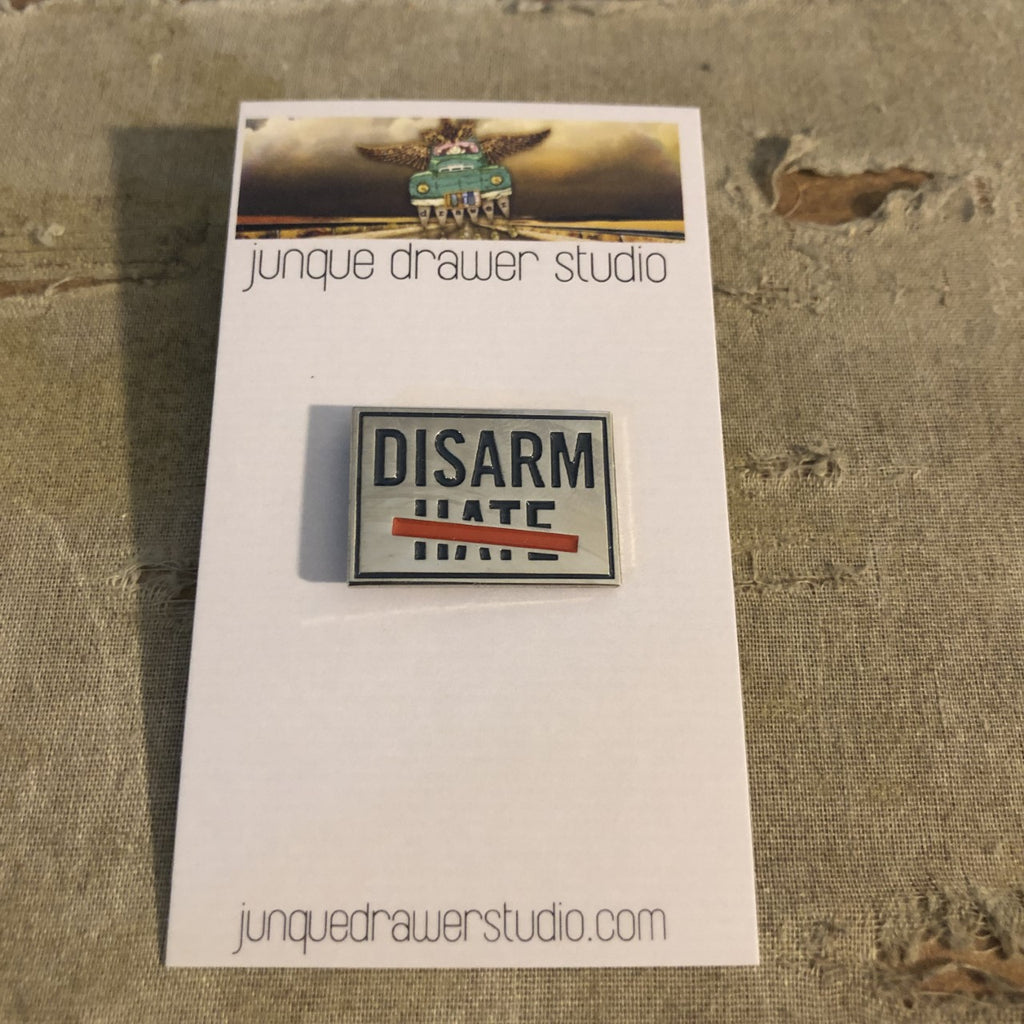 junque drawer studio
DISARM
HATE
junquedrawerstudio.com